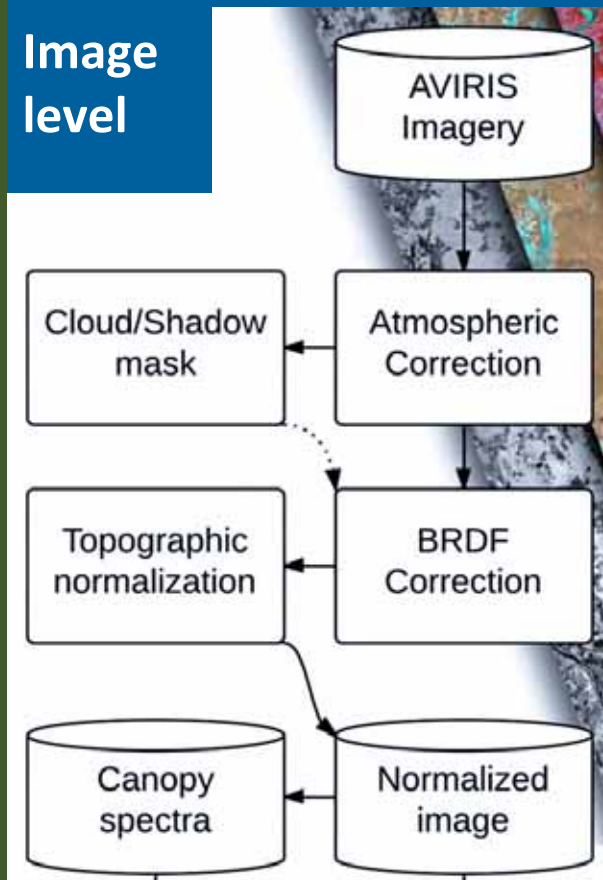 Image
level
AVIRIS
Imagery
Cloud/Shadow
mask
Atmospheric
Correction
Topographic
normalization
BRDF
Correction
Canopy
spectra
Normalized
image